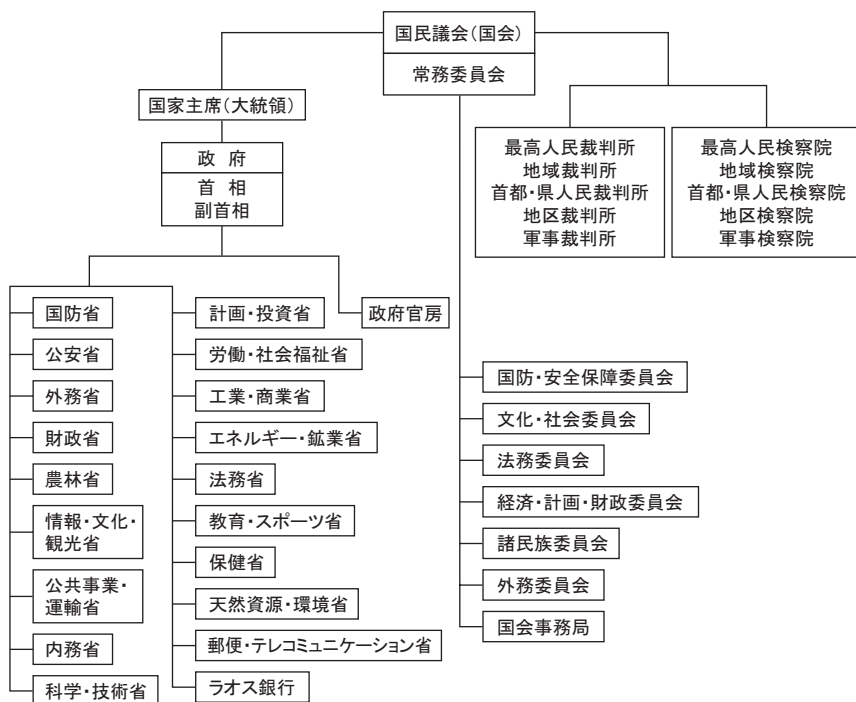 国民議会(国会)
常務委員会
国家主席(大統領)
政 府
首 相
副首相
最高人民裁判所
地域裁判所
首都・県人民裁判所
地区裁判所
軍事裁判所
最高人民検察院
地域検察院
首都・県人民検察院
地区検察院
軍事検察院
国防省
公安省
外務省
財政省
農林省
情報・文化・
観光省
公共事業・
運輸省
内務省
科学・技術省
計画・投資省
労働・社会福祉省
工業・商業省
エネルギー・鉱業省
法務省
教育・スポーツ省
保健省
天然資源・環境省
郵便・テレコミュニケーション省
ラオス銀行
政府官房
国防・安全保障委員会
文化・社会委員会
法務委員会
経済・計画・財政委員会
諸民族委員会
外務委員会
国会事務局